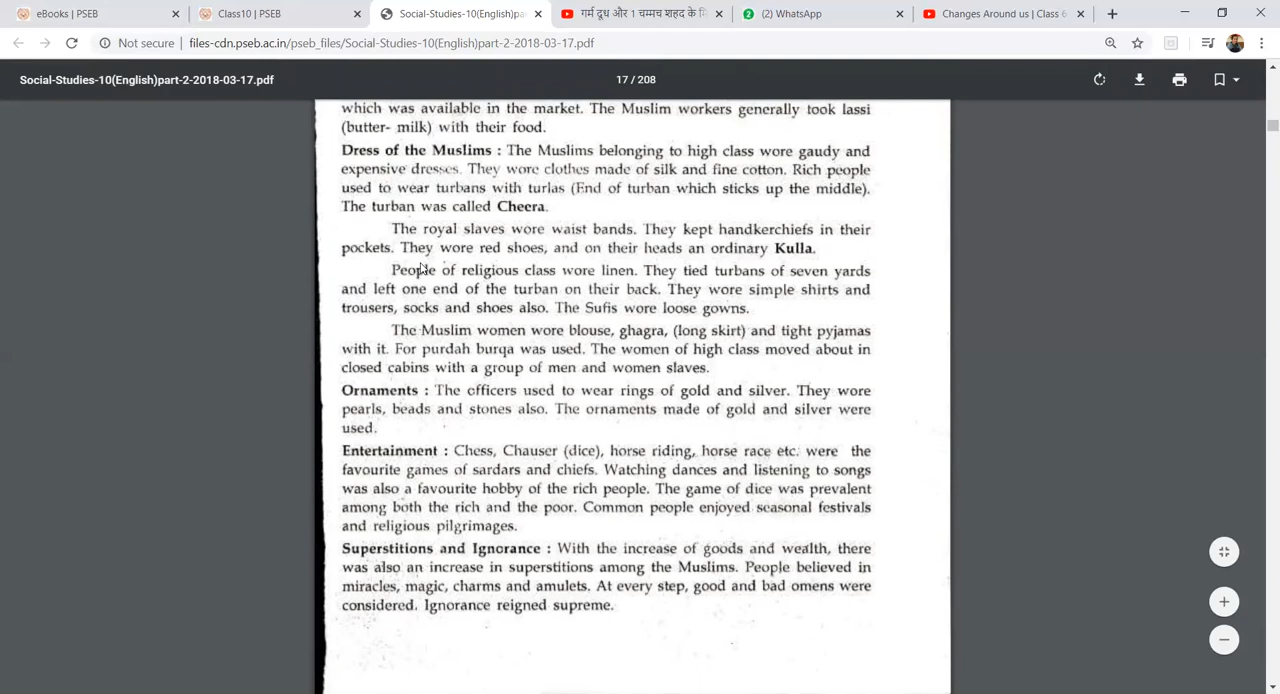 eBooks | PSEB
Class10 | PSEB
Social-Studies-10(English)par
गर्म दूध और 1 चम्मच शहद के मि
(2) WhatsApp
Changes Around us | Class 6
Not secure | files-cdn.pseb.ac.in/pseb_files/Social-Studies-10(English)part-2-2018-03-17.pdf
Social-Studies-10(English)part-2-2018-03-17.pdf
17 / 208
which was available in the market. The Muslim workers generally took lassi
(butter- milk) with their food.
Dress of the Muslims : The Muslims belonging to high class wore gaudy and
expensive dresses. They wore clothes made of silk and fine cotton. Rich people
used to wear turbans with turlas (End of turban which sticks up the middle).
The turban was called Cheera.
The royal slaves wore waist bands. They kept handkerchiefs in their
pockets. They wore red shoes, and on their heads an ordinary Kulla.
People of religious class wore linen. They tied turbans of seven yards
and left one end of the turban on their back. They wore simple shirts and
trousers, socks and shoes also. The Sufis wore loose gowns.
The Muslim women wore blouse, ghagra, (long skirt) and tight pyjamas
with it. For purdah burqa was used. The women of high class moved about in
closed cabins with a group of men and women slaves.
Ornaments : The officers used to wear rings of gold and silver. They wore
pearls, beads and stones also. The ornaments made of gold and silver were
used.
Entertainment : Chess, Chauser (dice), horse riding, horse race etc. were the
favourite games of sardars and chiefs. Watching dances and listening to songs
was also a favourite hobby of the rich people. The game of dice was prevalent
among both the rich and the poor. Common people enjoyed seasonal festivals
and religious pilgrimages.
Superstitions and Ignorance : With the increase of goods and wealth, there
was also an increase in superstitions among the Muslims. People believed in
miracles, magic, charms and amulets. At every step, good and bad omens were
considered. Ignorance reigned supreme.